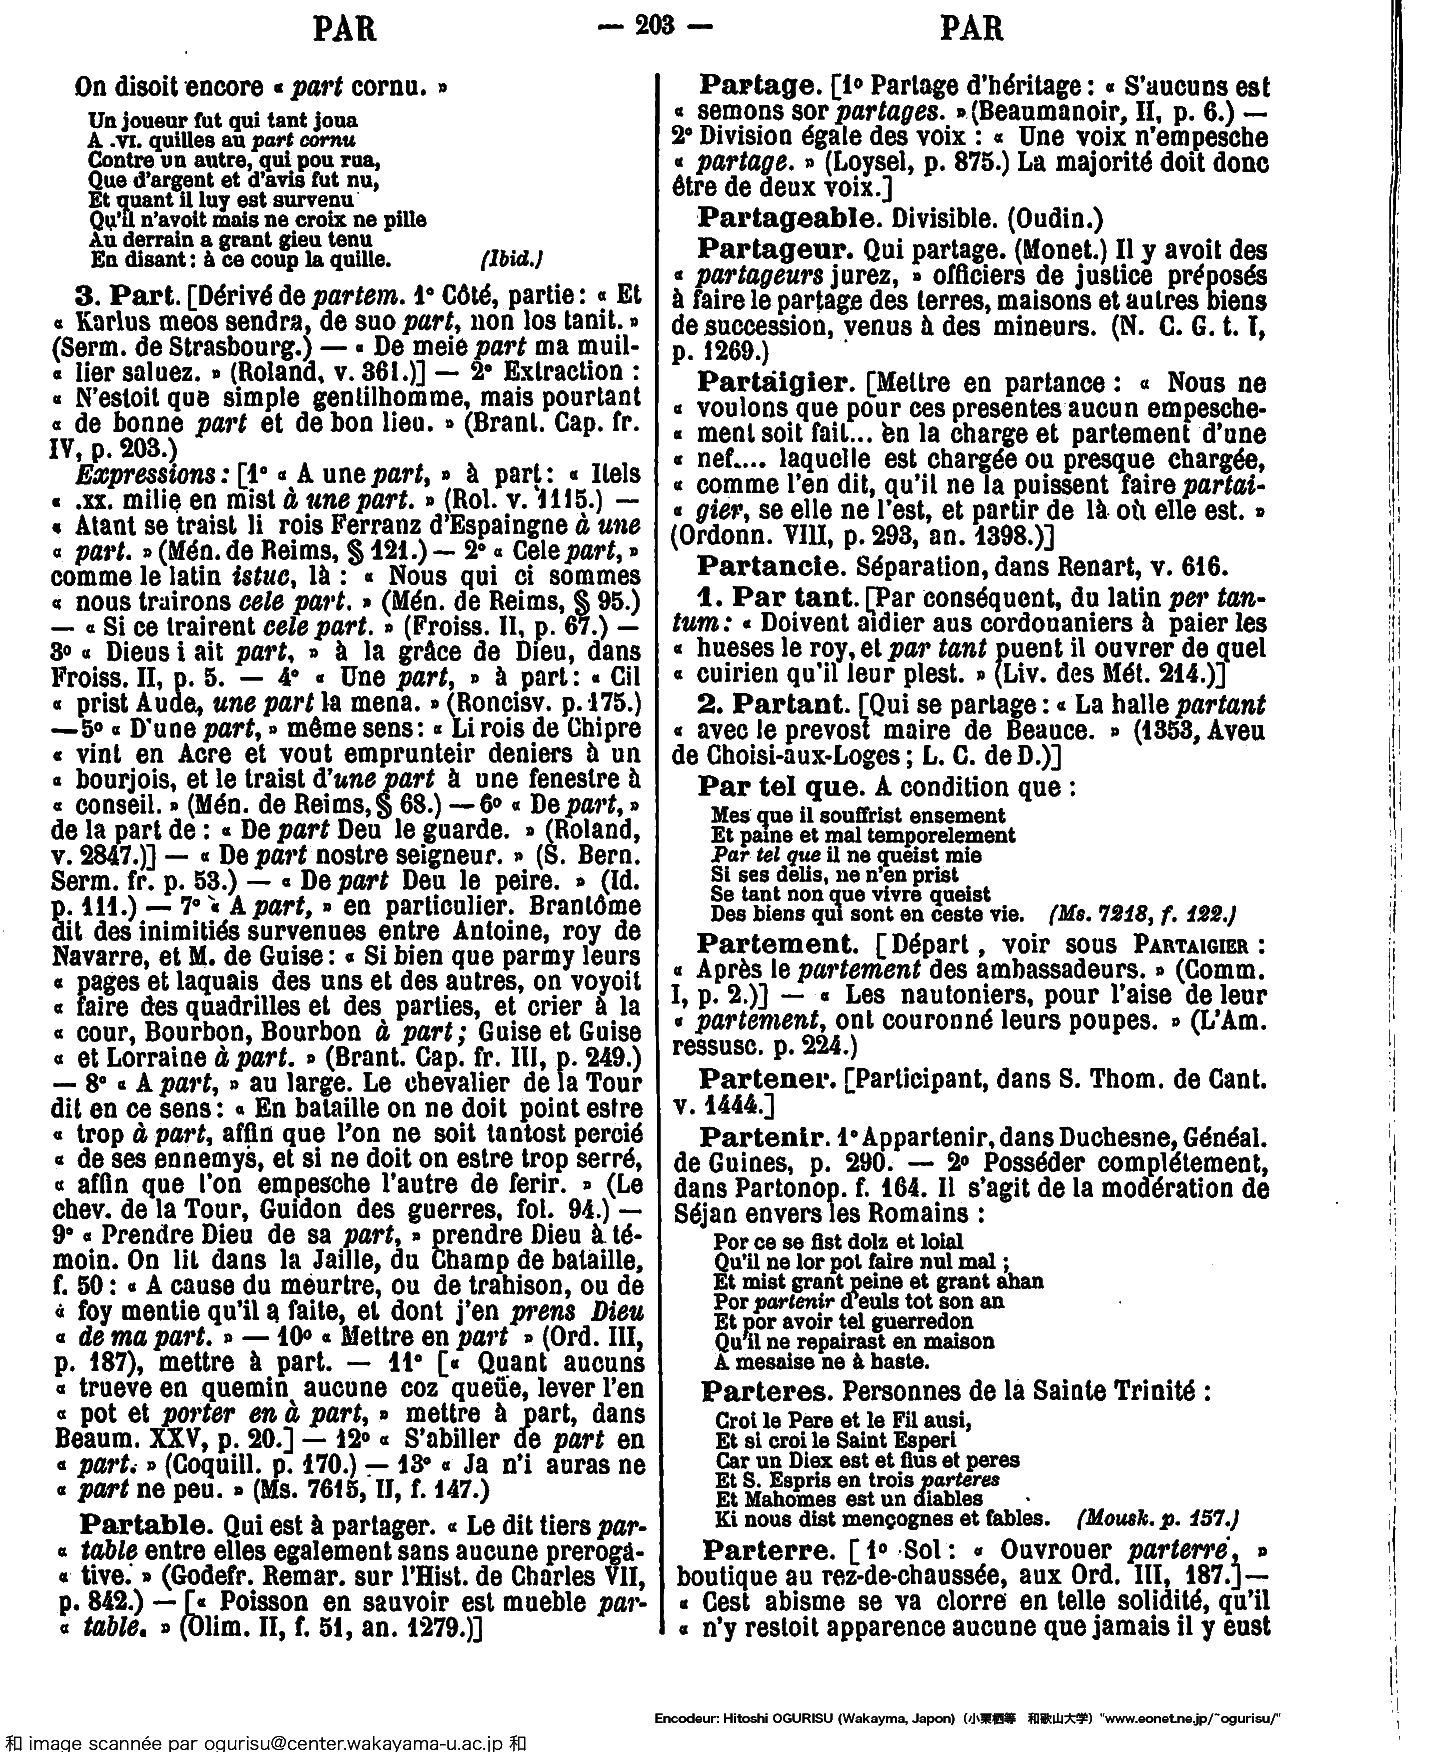 PAR — 203 — PAR
On disoit encore « part cornu. »
Un joueur fut qui tant joua
A .VI. quilles au part cornu
Contre un autre, qui pou rua,
Que d'argent et d'avis fut nu,
Et quant il luy est survenu
Qu'il n'avoit mais ne croix ne pille
Au derrain a grant gieu tenu
En disant : à ce coup la quille. (Ibid.)
3. Part. [Dérivé de partem. 1° Côté, partie : « Et
« Karlus meos sendra, de suo part, non los tanit. »
(Serm. de Strasbourg.) — « De meie part ma muil-
« lier saluez. » (Roland, v. 361.)] — 2° Extraction :
« N'estoit que simple gentilhomme, mais pourtant
« de bonne part et de bon lieu. » (Brant. Cap. fr.
IV, p. 203.)
Expressions : [1° « A une part, » à part : « Itels
« .XX. milie en mist à une part. » (Rol. v. 1115.) —
« Atant se traist li rois Ferranz d'Espaingne à une
« part. » (Mén. de Reims, § 121.) — 2° « Cele part, »
comme le latin istuc, là : « Nous qui ci sommes
« nous trairons cele part. » (Mén. de Reims, § 95.)
— « Si ce trairent cele part. » (Froiss. II, p. 67.) —
3° « Dieus i ait part, » à la grâce de Dieu, dans
Froiss. II, p. 5. — 4° « Une part, » à part : « Cil
« prist Aude, une part la mena. » (Roncisv. p. 175.)
— 5° « D'une part, » même sens : « Li rois de Chipre
« vint en Acre et vout emprunteir deniers à un
« bourjois, et le traist d'une part à une fenestre à
« conseil. » (Mén. de Reims, § 68.) — 6° « De part, »
de la part de : « De part Deu le guarde. » (Roland,
v. 2847.)] — « De part nostre seigneur. » (S. Bern.
Serm. fr. p. 53.) — « De part Deu le peire. » (Id.
p. 111.) — 7° « A part, » en particulier. Brantôme
dit des inimitiés survenues entre Antoine, roy de
Navarre, et M. de Guise : « Si bien que parmy leurs
« pages et laquais des uns et des autres, on voyoit
« faire des quadrilles et des parties, et crier à la
« cour, Bourbon, Bourbon à part ; Guise et Guise
« et Lorraine à part. » (Brant. Cap. fr. III, p. 249.)
— 8° « A part, » au large. Le chevalier de la Tour
dit en ce sens : « En bataille on ne doit point estre
« trop à part, affin que l'on ne soit tantost percié
« de ses ennemys, et si ne doit on estre trop serré,
« affin que l'on empesche l'autre de ferir. » (Le
chev. de la Tour, Guidon des guerres, fol. 94.) —
9° « Prendre Dieu de sa part, » prendre Dieu à té-
moin. On lit dans la Jaille, du Champ de bataille,
f. 50 : « A cause du meurtre, ou de trahison, ou de
« foy mentie qu'il a faite, et dont j'en prens Dieu
« de ma part. » — 10° « Mettre en part » (Ord. III,
p. 187), mettre à part. — 11° [« Quant aucuns
« trueve en quemin aucune coz queüe, lever l'en
« pot et porter en à part, » mettre à part, dans
Beaum. XXV, p. 20.] — 12° « S'abiller de part en
« part. » (Coquill. p. 170.) — 13° « Ja n'i auras ne
« part ne peu. » (Ms. 7615, II, f. 147.)
Partable. Qui est à partager. « Le dit tiers par-
« table entre elles egalement sans aucune preroga-
« tive. » (Godefr. Remar. sur l'Hist. de Charles VII,
p. 842.) — [« Poisson en sauvoir est mueble par-
« table. » (Olim. II, f. 51, an. 1279.)]
Partage. [1° Partage d'héritage : « S'aucuns est
« semons sor partages. » (Beaumanoir, II, p. 6.) —
2° Division égale des voix : « Une voix n'empesche
« partage. » (Loysel, p. 875.) La majorité doit donc
être de deux voix.]
Partageable. Divisible. (Oudin.)
Partageur. Qui partage. (Monet.) Il y avoit des
« partageurs jurez, » officiers de justice préposés
à faire le partage des terres, maisons et autres biens
de succession, venus à des mineurs. (N. C. G. t. I,
p. 1269.)
Partaigier. [Mettre en partance : « Nous ne
« voulons que pour ces presentes aucun empesche-
« ment soit fait... en la charge et partement d'une
« nef.... laquelle est chargée ou presque chargée,
« comme l'en dit, qu'il ne la puissent faire partai-
« gier, se elle ne l'est, et partir de là où elle est. »
(Ordonn. VIII, p. 293, an. 1398.)]
Partancie. Séparation, dans Renart, v. 616.
1. Par tant. [Par conséquent, du latin per tan-
tum : « Doivent aidier aus cordouaniers à paier les
« hueses le roy, et par tant puent il ouvrer de quel
« cuirien qu'il leur plest. » (Liv. des Mét. 214.)]
2. Partant. [Qui se partage : « La halle partant
« avec le prevost maire de Beauce. » (1353, Aveu
de Choisi-aux-Loges ; L. C. de D.)]
Par tel que. A condition que :
Mes que il souffrist ensement
Et paine et mal temporelement
Par tel que il ne queist mie
Si ses delis, ne n'en prist
Se tant non que vivre queist
Des biens qui sont en ceste vie. (Ms. 7218, f. 122.)
Partement. [Départ, voir sous PARTAIGIER :
« Après le partement des ambassadeurs. » (Comm.
I, p. 2.)] — « Les nautoniers, pour l'aise de leur
« partement, ont couronné leurs poupes. » (L'Am.
ressusc. p. 224.)
Partener. [Participant, dans S. Thom. de Cant.
v. 1444.]
Partenir. 1° Appartenir, dans Duchesne, Généal.
de Guines, p. 290. — 2° Posséder complétement,
dans Partonop. f. 164. Il s'agit de la modération de
Séjan envers les Romains :
Por ce se fist dolz et loial
Qu'il ne lor pot faire nul mal ;
Et mist grant peine et grant ahan
Por partenir d'euls tot son an
Et por avoir tel guerredon
Qu'il ne repairast en maison
A mesaise ne à haste.
Parteres. Personnes de la Sainte Trinité :
Croi le Pere et le Fil ausi,
Et si croi le Saint Esperi
Car un Diex est et fius et peres
Et S. Espris en trois parteres
Et Mahomes est un diables
Ki nous dist mençognes et fables. (Mousk. p. 157.)
Parterre. [1° Sol : « Ouvrouer parterre, »
boutique au rez-de-chaussée, aux Ord. III, 187.] —
« Cest abisme se va clorre en telle solidité, qu'il
« n'y restoit apparence aucune que jamais il y eust
Encodeur: Hitoshi OGURISU (Wakayma, Japon) (小栗栖等 和歌山大学) "www.eonet.ne.jp/~ogurisu/"
和 image scannée par ogurisu@center.wakayama-u.ac.jp 和